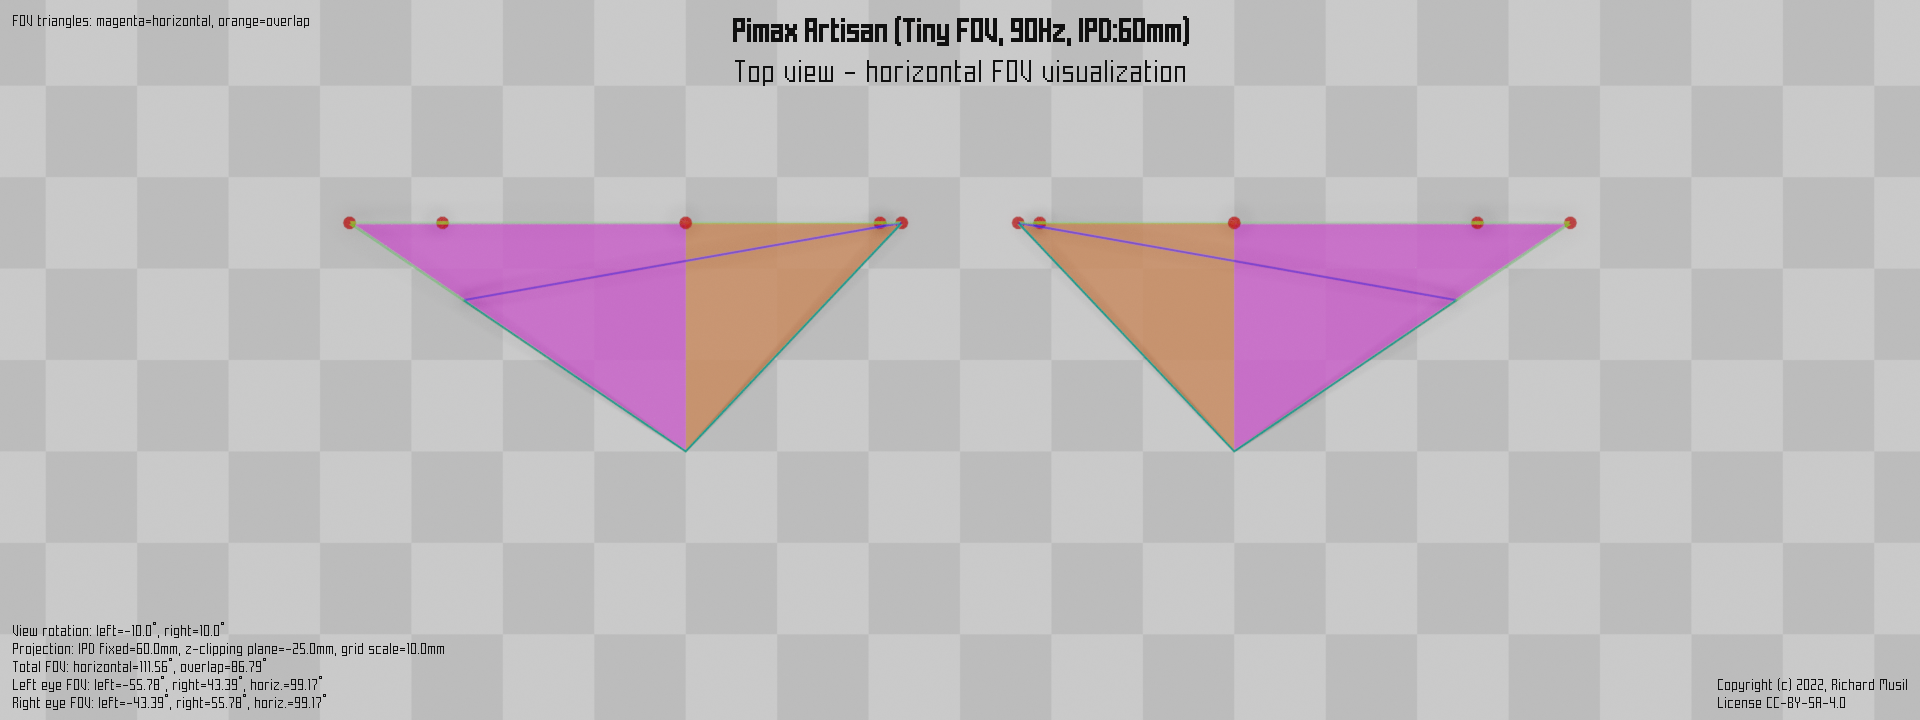 FOV triangles: magenta=horizontal, orange=overlap
Pimax Artisan (Tiny FOV, 90Hz, IPD:60mm)
Top view - horizontal FOV visualization
View rotation: left=-10.0°, right=10.0°
Projection: IPD fixed=60.0mm, z-clipping plane=-25.0mm, grid scale=10.0mm
Total FOV: horizontal=111.56°, overlap=86.79°
Left eye FOV: left=-55.78°, right=43.39°, horiz.=99.17°
Right eye FOV: left=-43.39°, right=55.78°, horiz.=99.17°
Copyright (c) 2022, Richard Musil
License CC-BY-SA-4.0